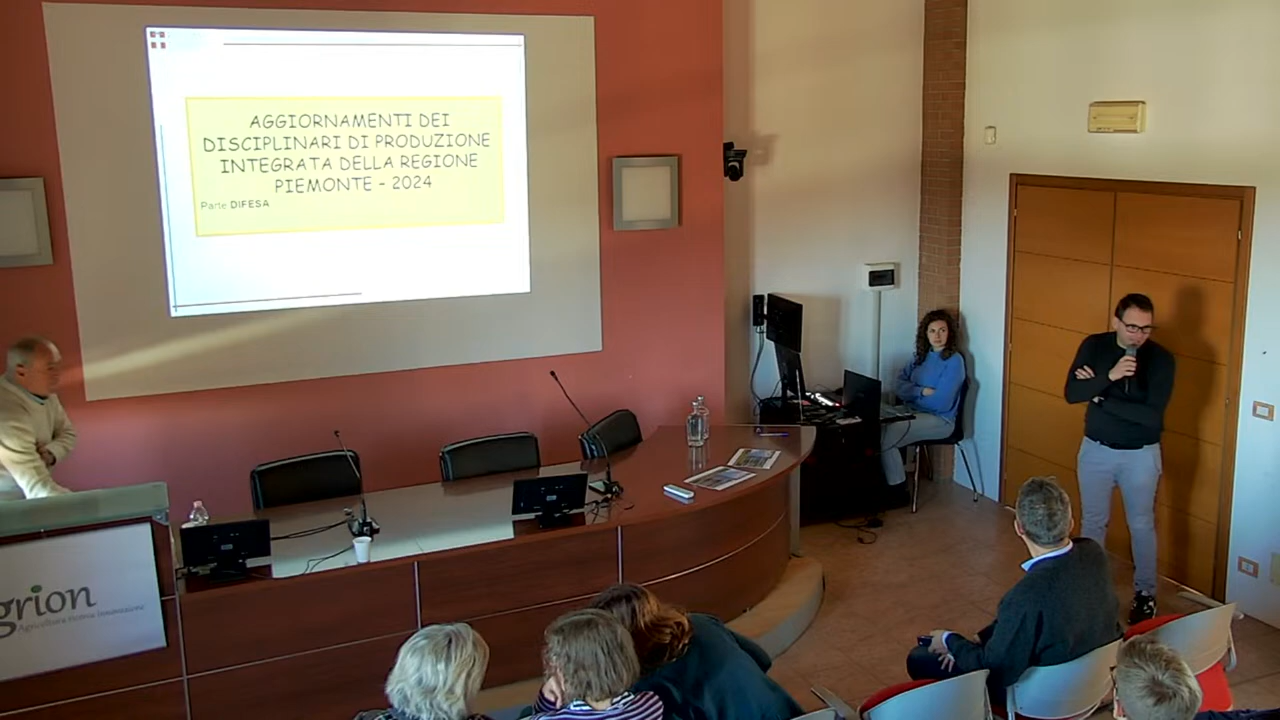 AGGIORNAMENTI DEI
DISCIPLINARI DI PRODUZIONE
INTEGRATA DELLA REGIONE
PIEMONTE - 2024
Parte DIFESA
grion